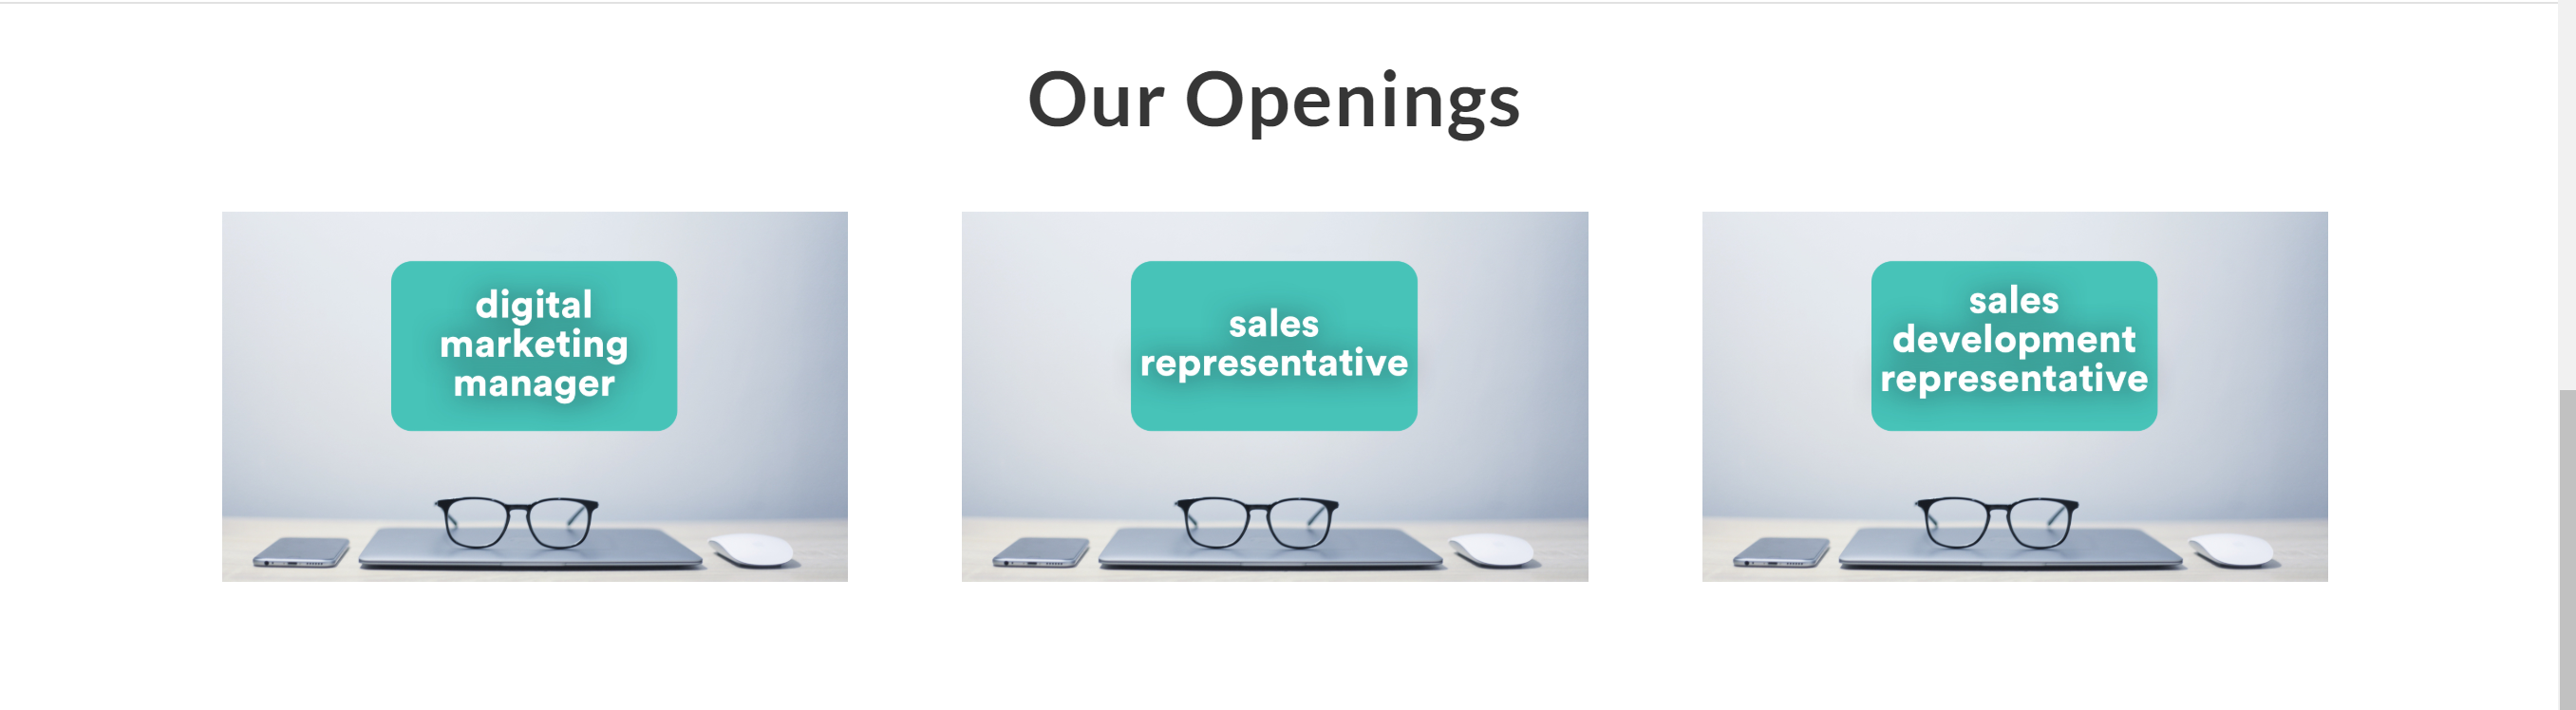 Our Openings
digital
marketing
manager
sales
representative
sales
development
representative